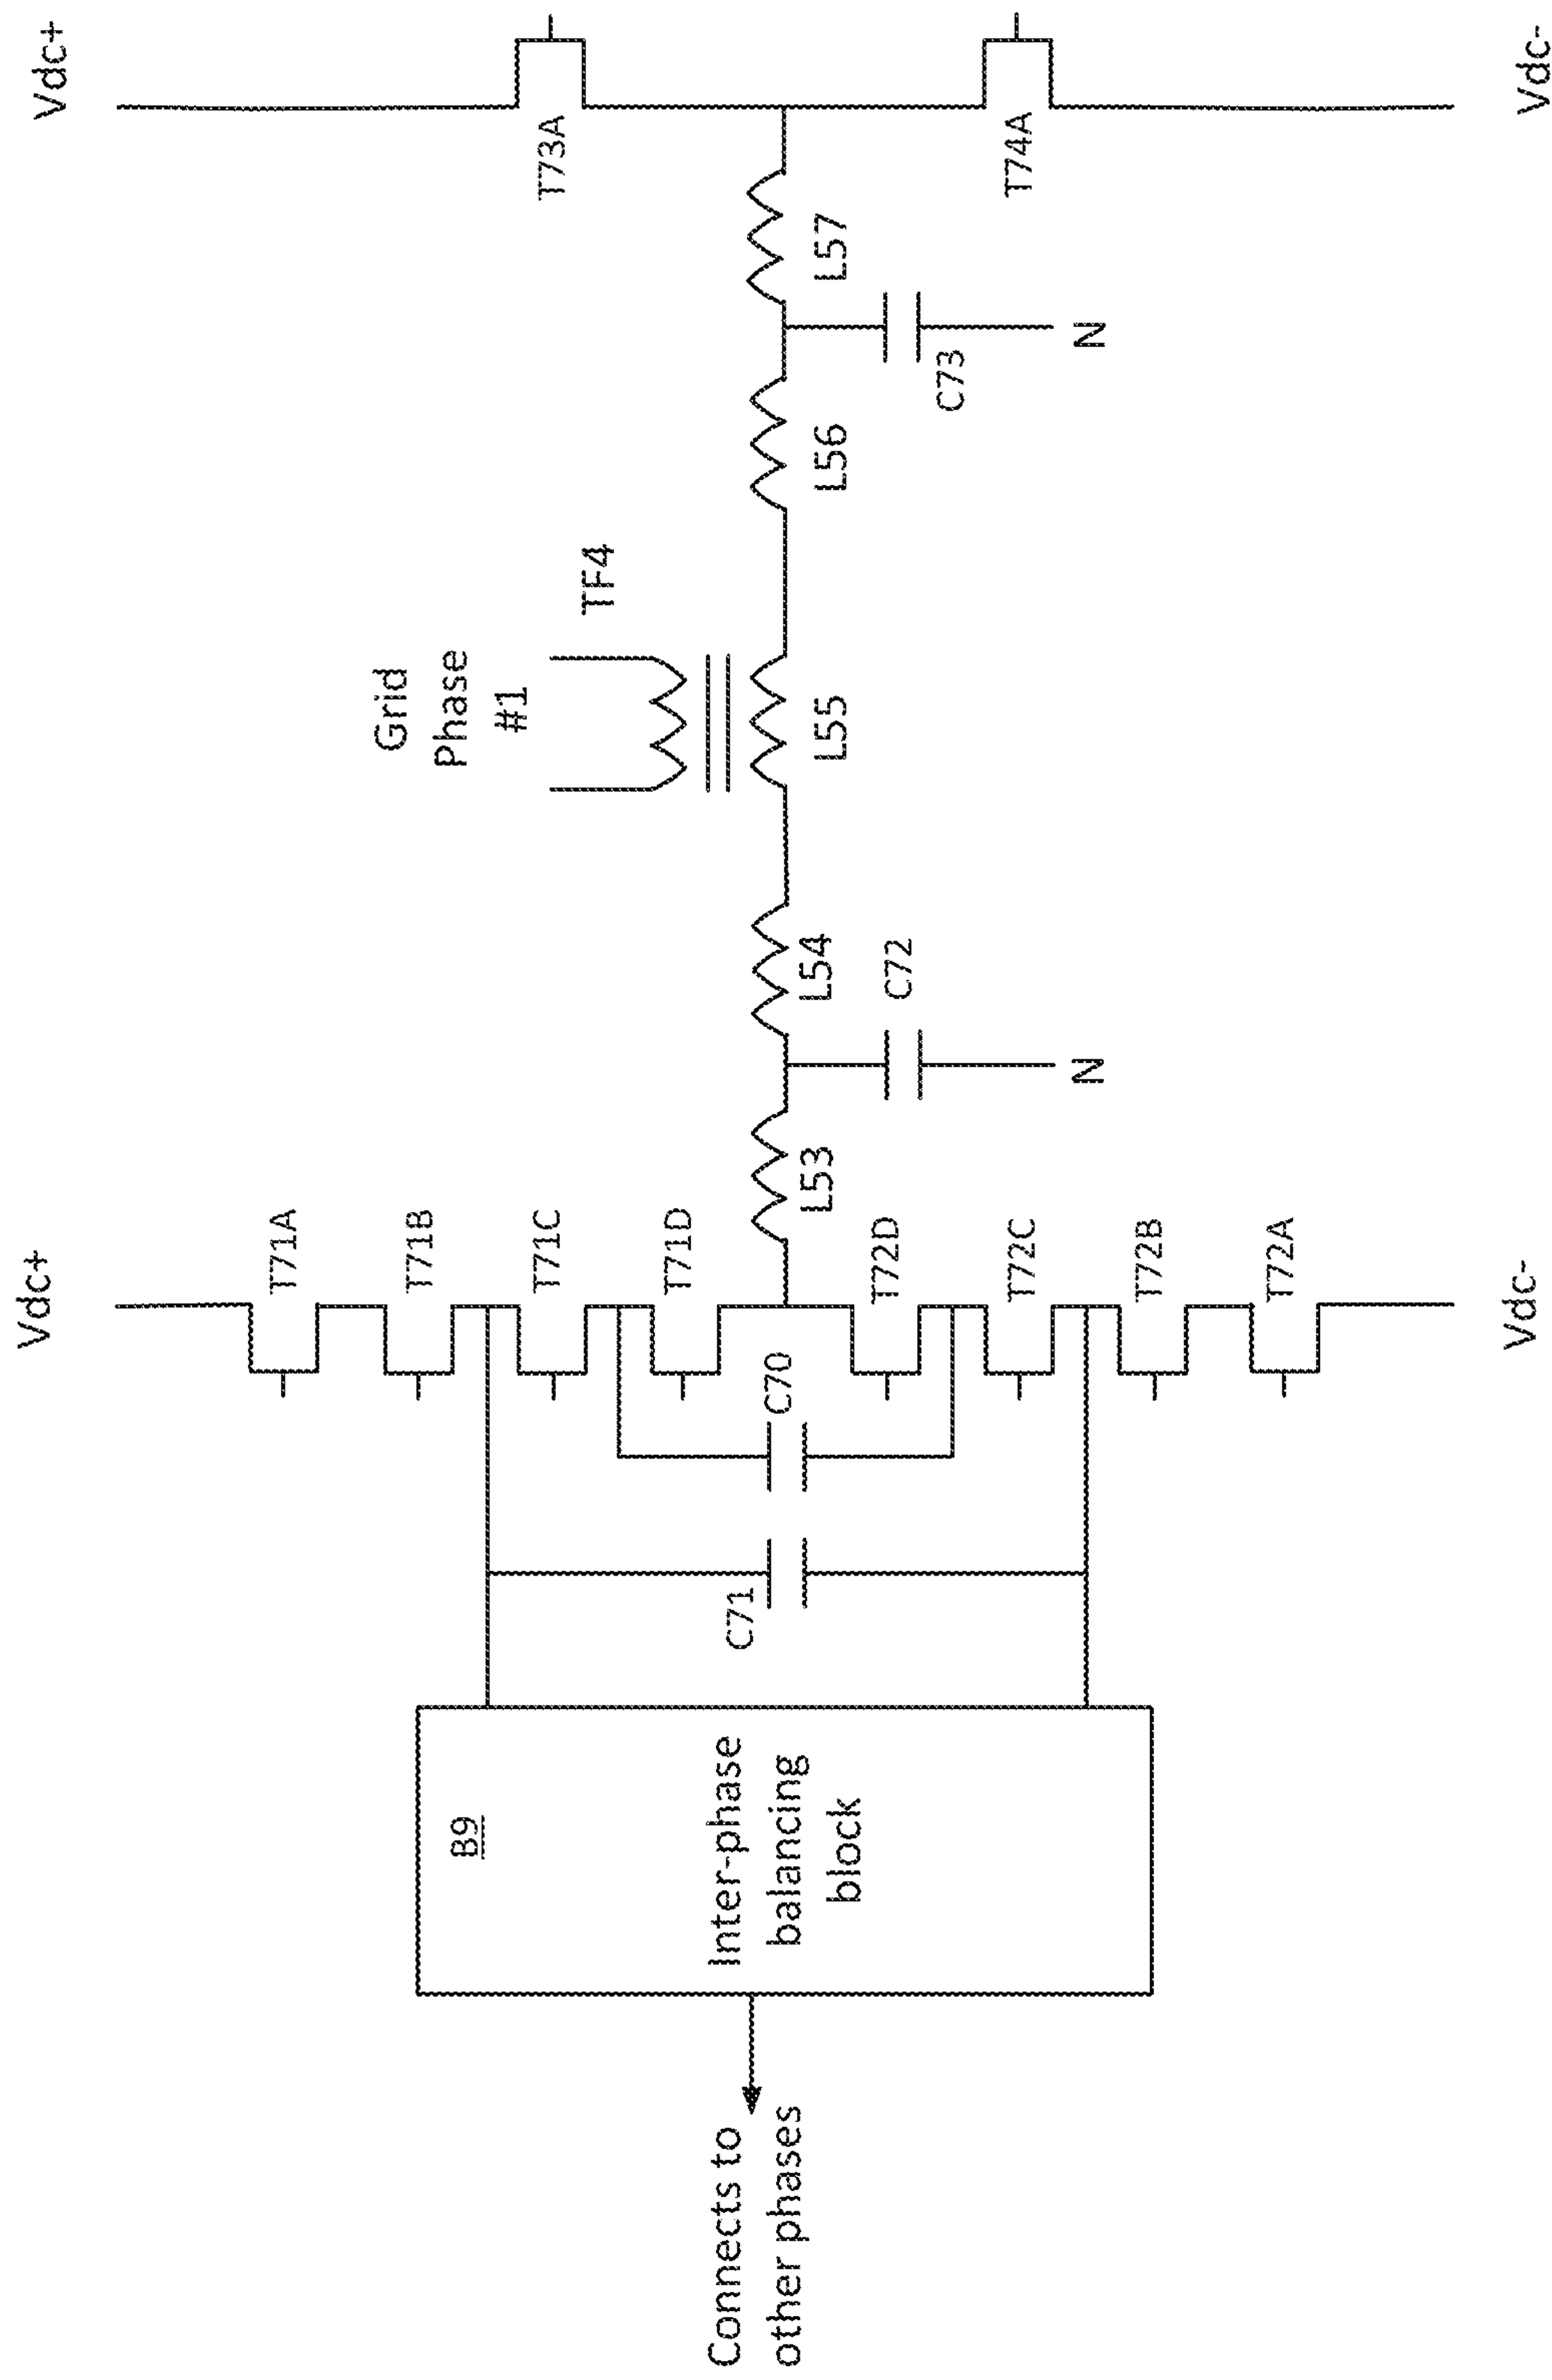 Vdc+
Vdc+
T71A
T71B
T71C
T71D
T72D
T72C
T72B
T72A
Vdc-
Vdc-
T73A
T74A
Grid
Phase
#1
TF4
L53
L54
L55
L56
L57
C72
N
C73
N
C70
C71
B9
Inter-phase
balancing
block
Connects to
other phases